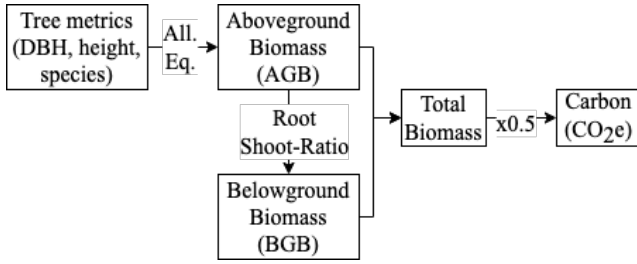 Tree metrics
(DBH, height,
species)
All.
Eq.
Aboveground
Biomass
(AGB)
Root
Shoot-Ratio
Belowground
Biomass
(BGB)
Total
Biomass
x0.5
Carbon
(CO2e)